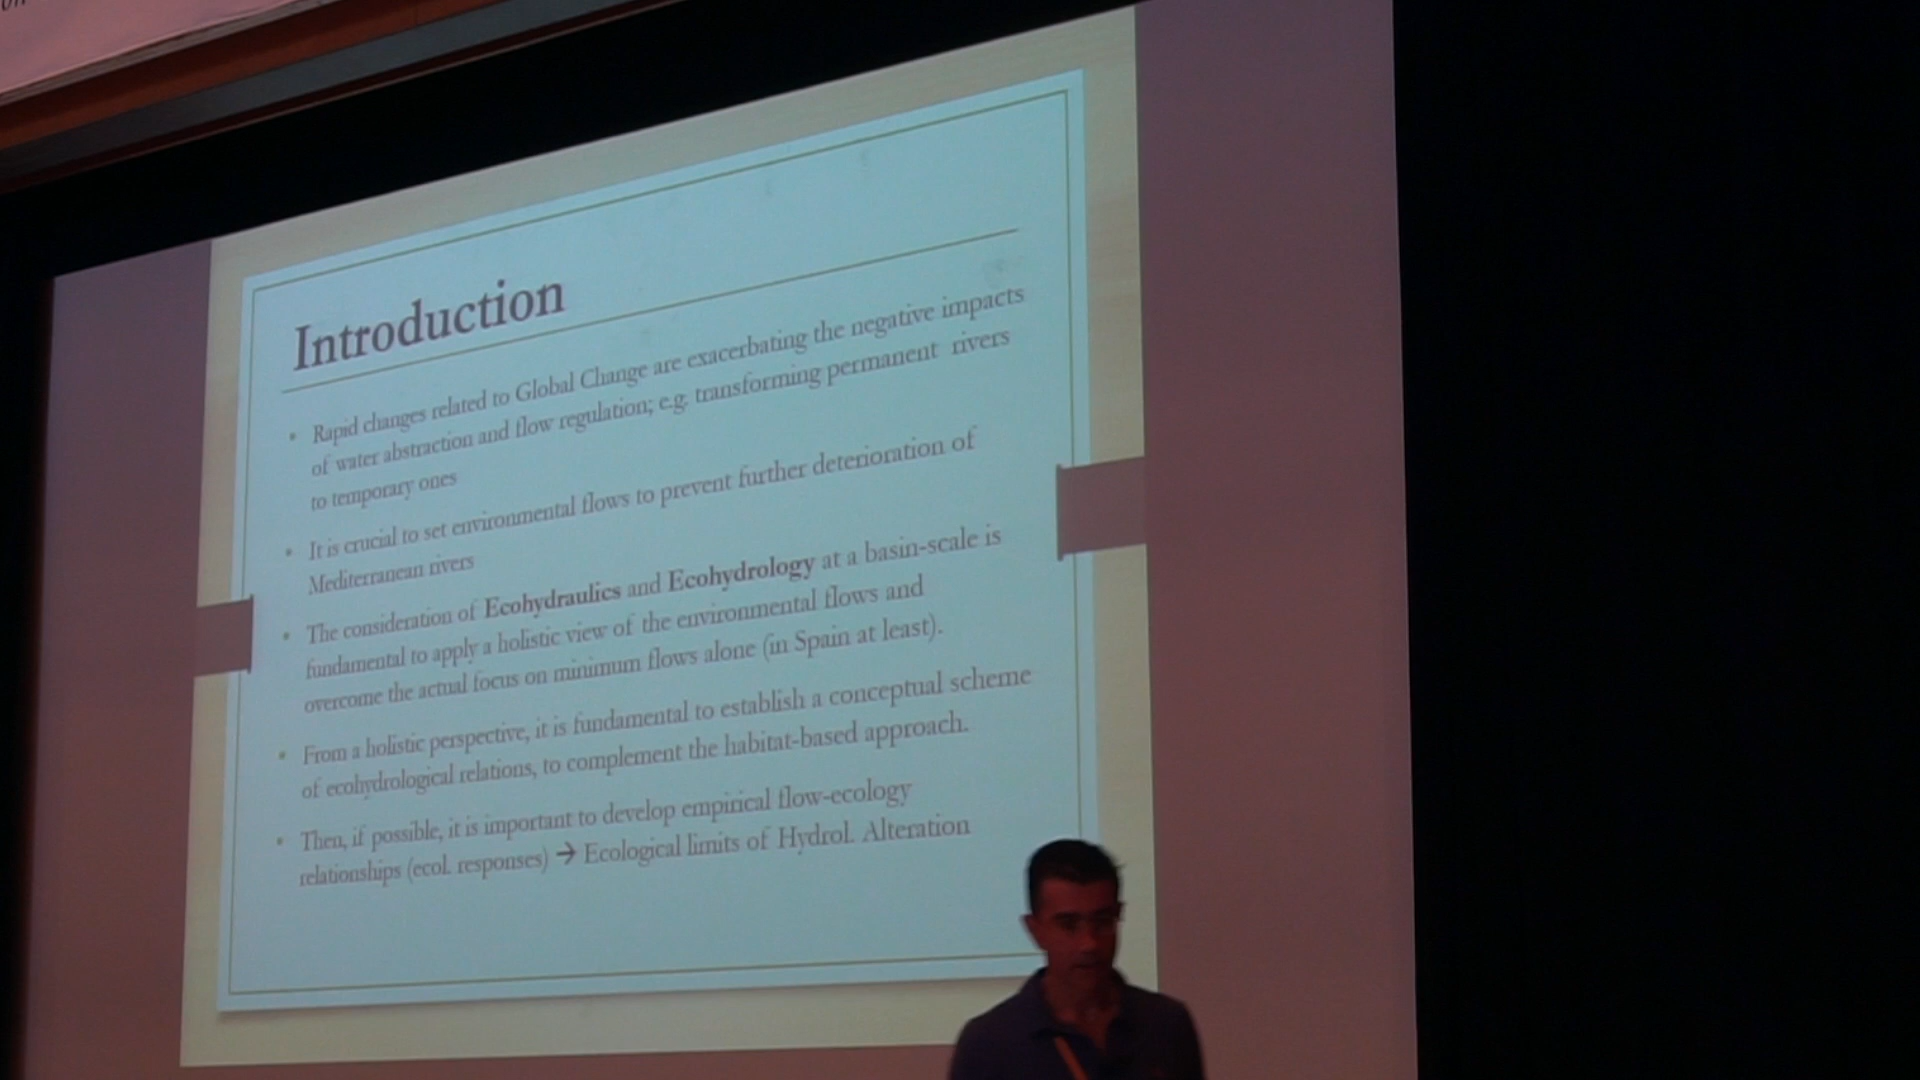 Introduction
• Rapid changes related to Global Change are exacerbating the negative impacts
of water abstraction and flow regulation; e.g. transforming permanent rivers
to temporary ones
• It is crucial to set environmental flows to prevent further deterioration of
Mediterranean rivers
• The consideration of Ecohydraulics and Ecohydrology at a basin-scale is
fundamental to apply a holistic view of the environmental flows and
overcome the actual focus on minimum flows alone (in Spain at least).
• From a holistic perspective, it is fundamental to establish a conceptual scheme
of ecohydrological relations, to complement the habitat-based approach.
• Then, if possible, it is important to develop empirical flow-ecology
relationships (ecol. responses) → Ecological limits of Hydrol. Alteration